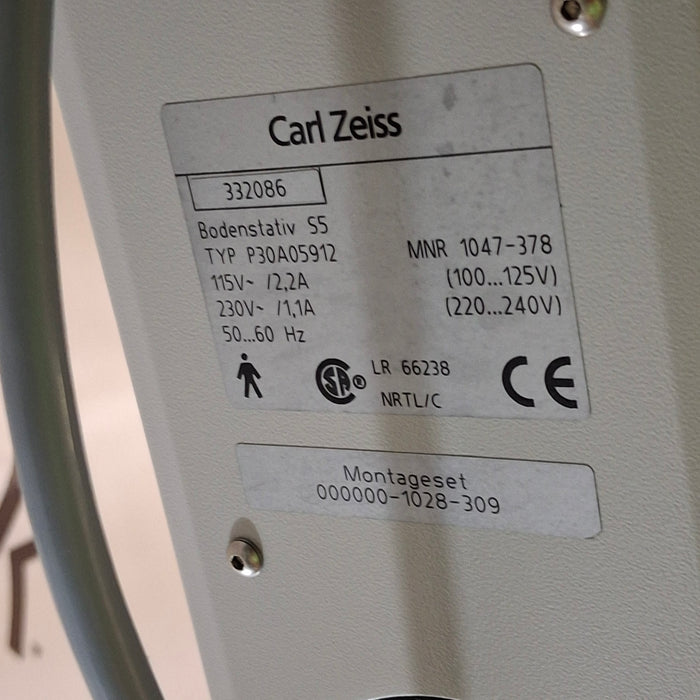 Carl Zeiss
332086
Bodenstativ S5
TYP P30A05912 MNR 1047-378
115V~ /2,2A (100...125V)
230V~ /1,1A (220...240V)
50...60 Hz
SA® LR 66238 CE
NRTL/C
Montageset
000000-1028-309